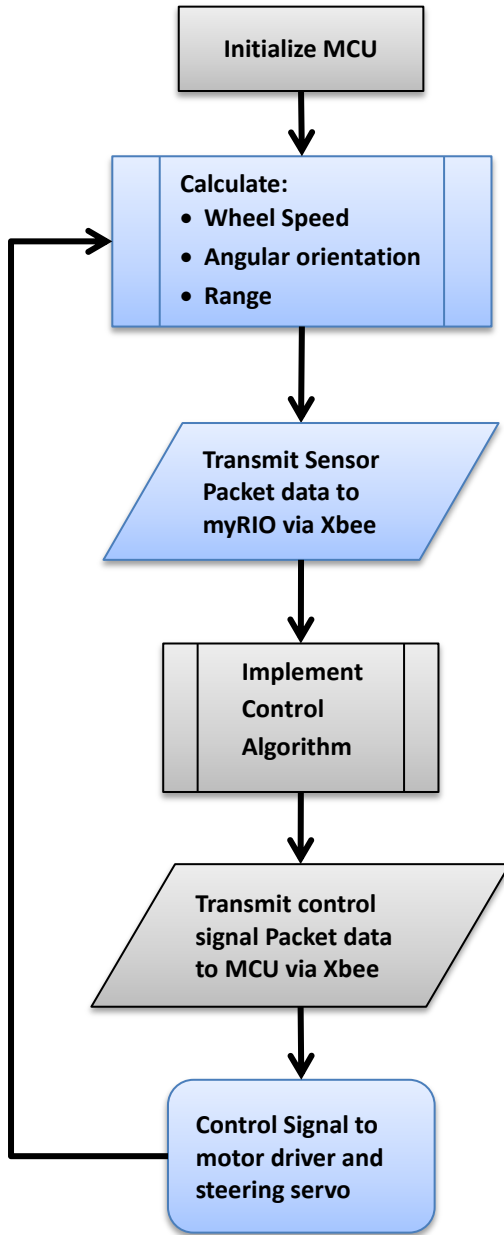 Initialize MCU
Calculate:
• Wheel Speed
• Angular orientation
• Range
Transmit Sensor
Packet data to
myRIO via Xbee
Implement
Control
Algorithm
Transmit control
signal Packet data
to MCU via Xbee
Control Signal to
motor driver and
steering servo